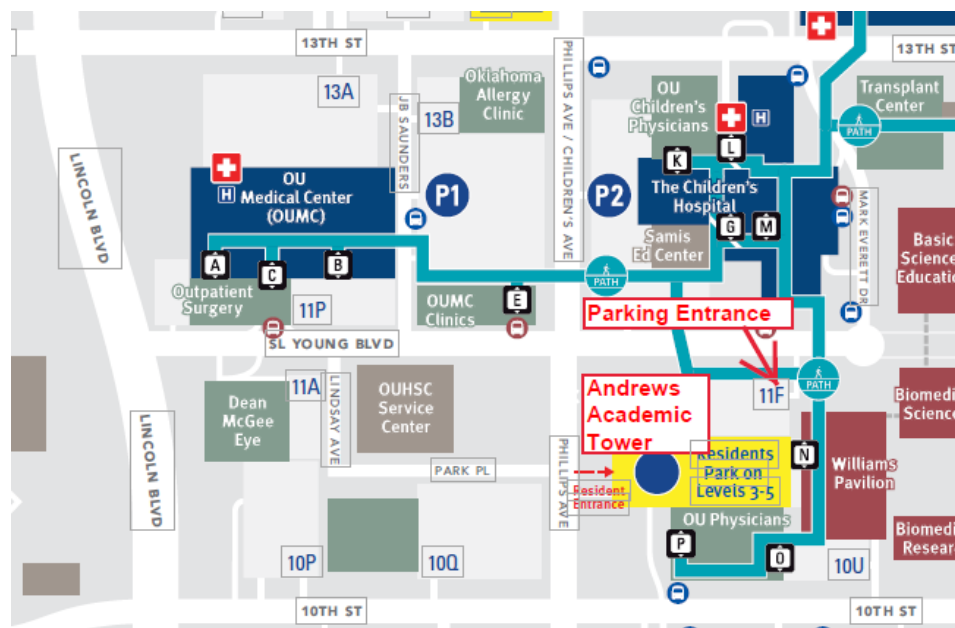 13TH ST
13TH ST
13A
JB SAUNDERS
13B
Oklahoma
Allergy
Clinic
PHILLIPS AVE / CHILDREN'S AVE
OU
Children's
Physicians
H
L
K
Transplant
Center
PATH
LINCOLN BLVD
H
OU
Medical Center
(OUMC)
P1
P2
The Children's
Hospital
G
M
Samis
Ed Center
MARK EVERETT DR
Basic
Science
Education
A
C
B
Outpatient
Surgery
11P
OUMC
Clinics
E
PATH
Parking Entrance
SL YOUNG BLVD
PATH
11A
LINDSAY AVE
Dean
McGee
Eye
OUHSC
Service
Center
Andrews
Academic
Tower
11F
Biomedi
Science
LINCOLN BLVD
PARK PL
PHILLIPS AVE
Resident
Entrance
Residents
Park on
Levels 3-5
N
Williams
Pavilion
OU Physicians
P
O
Biomedi
Resear
10P
10Q
10U
10TH ST
10TH ST